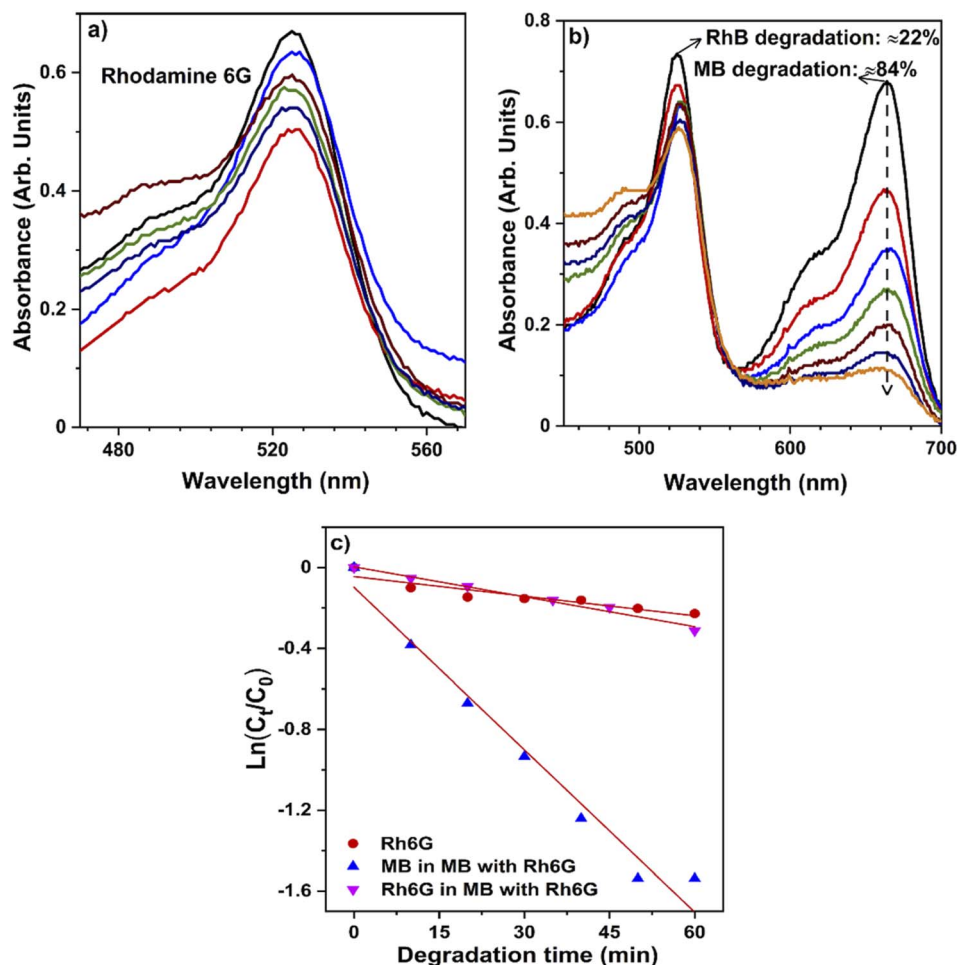 a)
Rhodamine 6G
0.6
0.4
0.2
0
Absorbance (Arb. Units)
480
520
560
Wavelength (nm)
b)
RhB degradation: ≈22%
MB degradation: ≈84%
0.8
0.6
0.4
0.2
0
Absorbance (Arb. Units)
500
600
700
Wavelength (nm)
c)
0
-0.4
-0.8
-1.2
-1.6
Ln(Ct/C0)
Rh6G
MB in MB with Rh6G
Rh6G in MB with Rh6G
0
15
30
45
60
Degradation time (min)